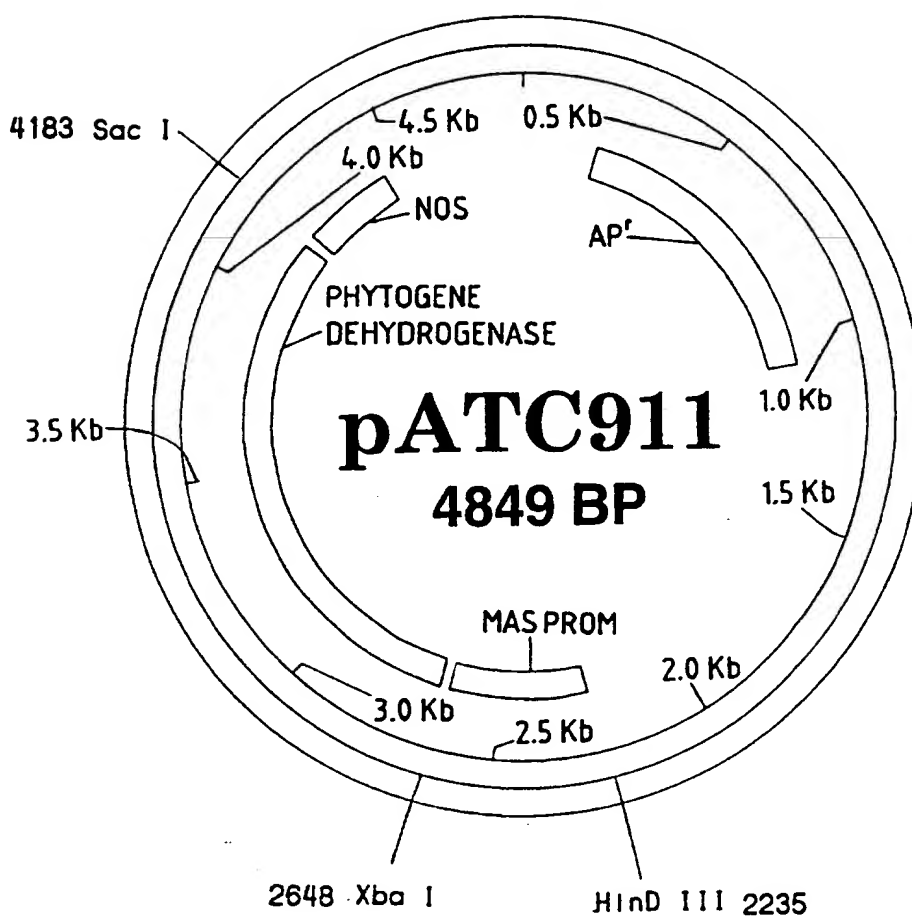 4183 Sac I
4.5 Kb
0.5 Kb
4.0 Kb
NOS
APʳ
PHYTOGENE
DEHYDROGENASE
1.0 Kb
pATC911
3.5 Kb
4849 BP
1.5 Kb
MAS PROM
2.0 Kb
3.0 Kb
2.5 Kb
2648 Xba I
HinD III 2235